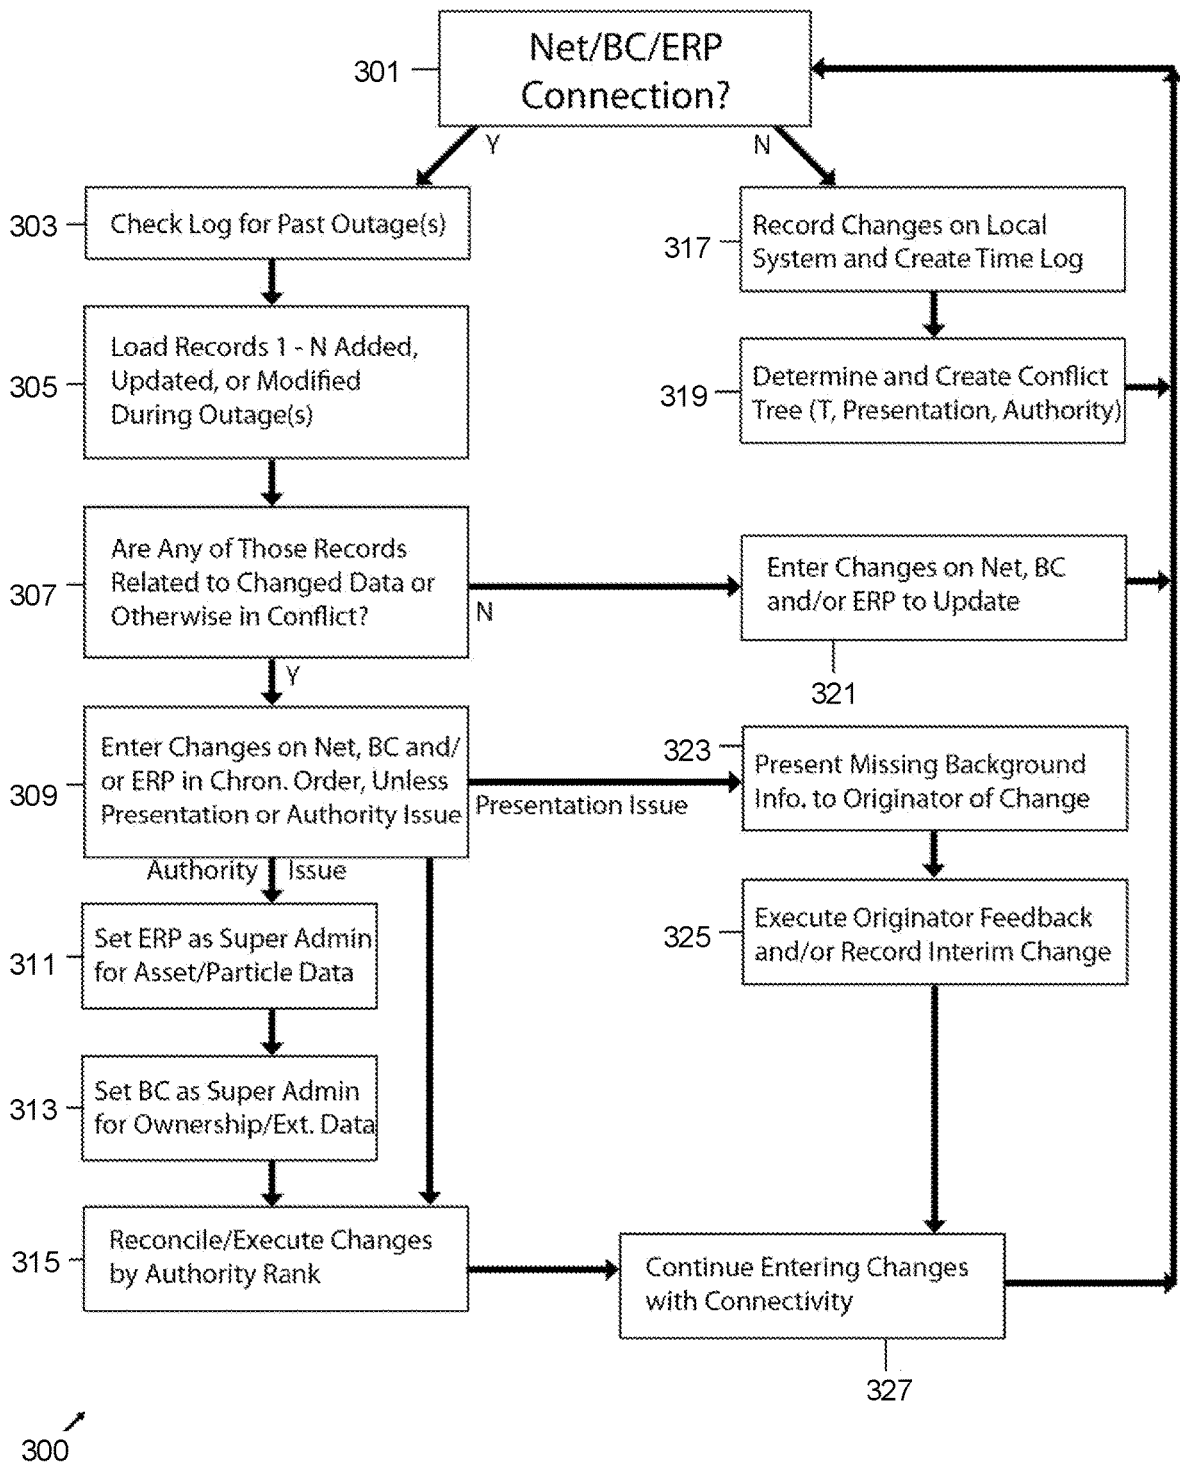 Net/BC/ERP
Connection?
301
Y
N
303
Check Log for Past Outage(s)
317
Record Changes on Local
System and Create Time Log
305
Load Records 1 - N Added,
Updated, or Modified
During Outage(s)
319
Determine and Create Conflict
Tree (T, Presentation, Authority)
307
Are Any of Those Records
Related to Changed Data or
Otherwise in Conflict?
N
Y
Enter Changes on Net, BC
and/or ERP to Update
321
309
Enter Changes on Net, BC and/
or ERP in Chron. Order, Unless
Presentation or Authority Issue
Presentation Issue
323
Present Missing Background
Info. to Originator of Change
Authority Issue
311
Set ERP as Super Admin
for Asset/Particle Data
325
Execute Originator Feedback
and/or Record Interim Change
313
Set BC as Super Admin
for Ownership/Ext. Data
315
Reconcile/Execute Changes
by Authority Rank
Continue Entering Changes
with Connectivity
327
300